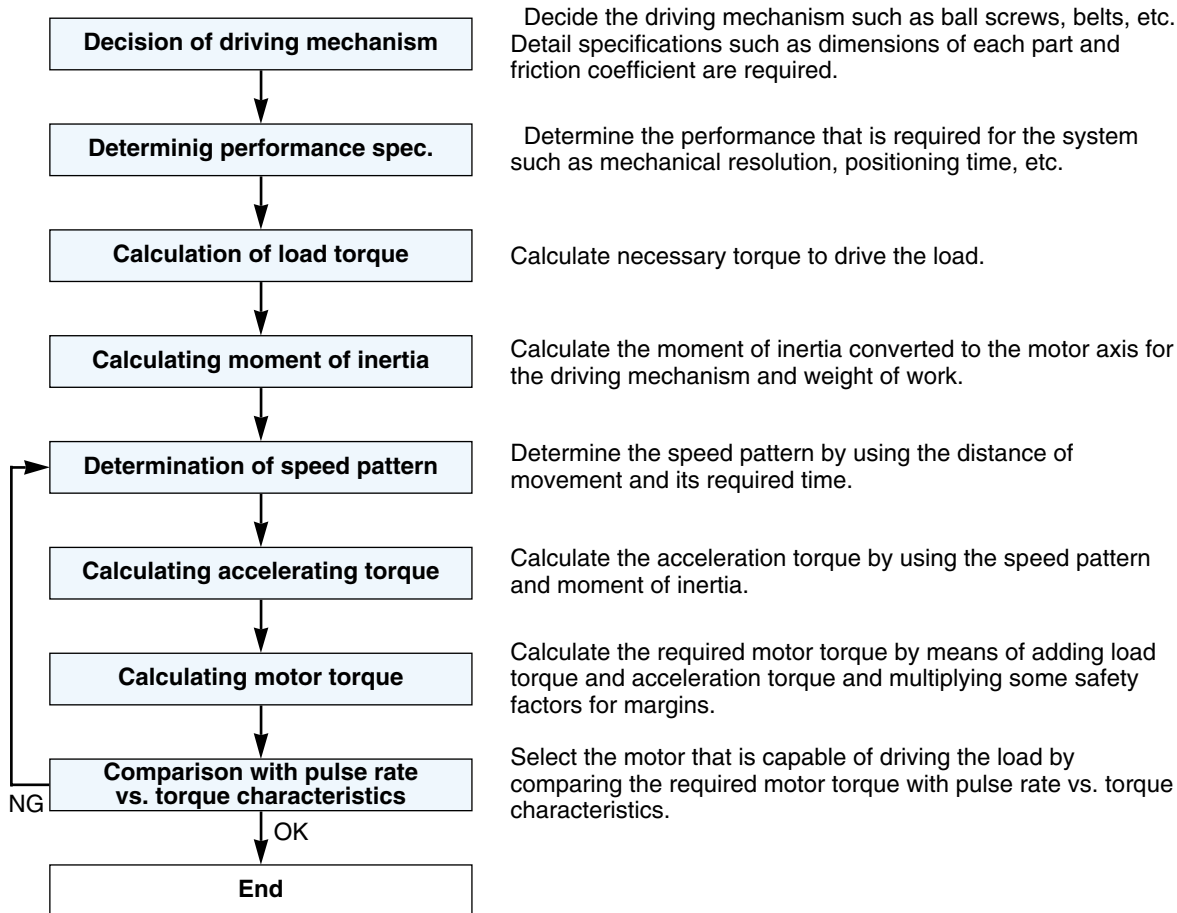 Decision of driving mechanism
Decide the driving mechanism such as ball screws, belts, etc.
Detail specifications such as dimensions of each part and
friction coefficient are required.
Determinig performance spec.
Determine the performance that is required for the system
such as mechanical resolution, positioning time, etc.
Calculation of load torque
Calculate necessary torque to drive the load.
Calculating moment of inertia
Calculate the moment of inertia converted to the motor axis for
the driving mechanism and weight of work.
Determination of speed pattern
Determine the speed pattern by using the distance of
movement and its required time.
Calculating accelerating torque
Calculate the acceleration torque by using the speed pattern
and moment of inertia.
Calculating motor torque
Calculate the required motor torque by means of adding load
torque and acceleration torque and multiplying some safety
factors for margins.
Comparison with pulse rate
vs. torque characteristics
Select the motor that is capable of driving the load by
comparing the required motor torque with pulse rate vs. torque
characteristics.
NG
OK
End